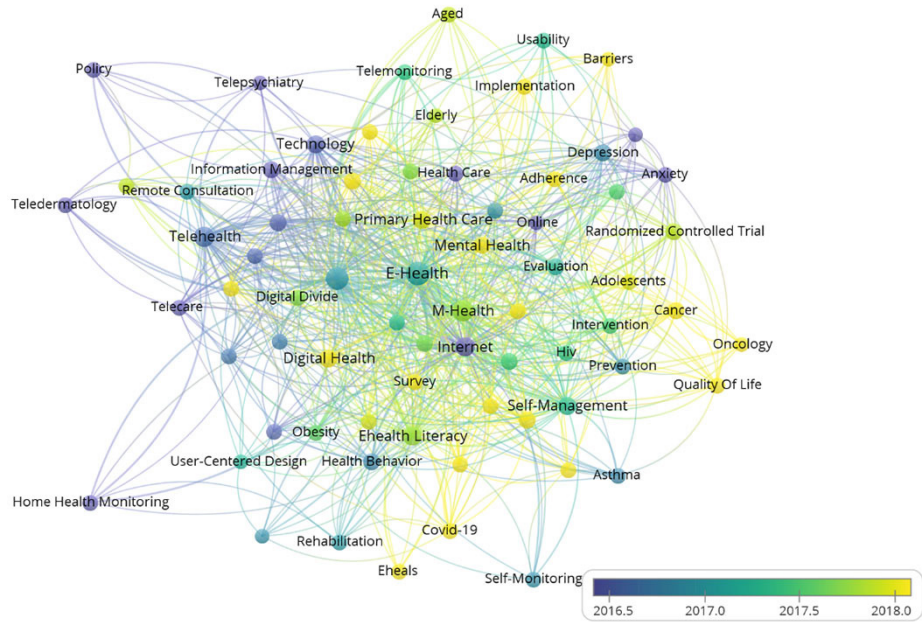 Aged
Usability
Barriers
Policy
Telepsychiatry
Telemonitoring
Implementation
Elderly
Technology
Depression
Information Management
Health Care
Adherence
Anxiety
Remote Consultation
Teledermatology
Telehealth
Primary Health Care
Online
Randomized Controlled Trial
Mental Health
E-Health
Evaluation
Adolescents
Telecare
Digital Divide
M-Health
Cancer
Intervention
Internet
Oncology
Digital Health
Hiv
Prevention
Survey
Quality Of Life
Self-Management
Obesity
Ehealth Literacy
User-Centered Design
Health Behavior
Asthma
Home Health Monitoring
Covid-19
Rehabilitation
Eheals
Self-Monitoring
2016.5 2017.0 2017.5 2018.0